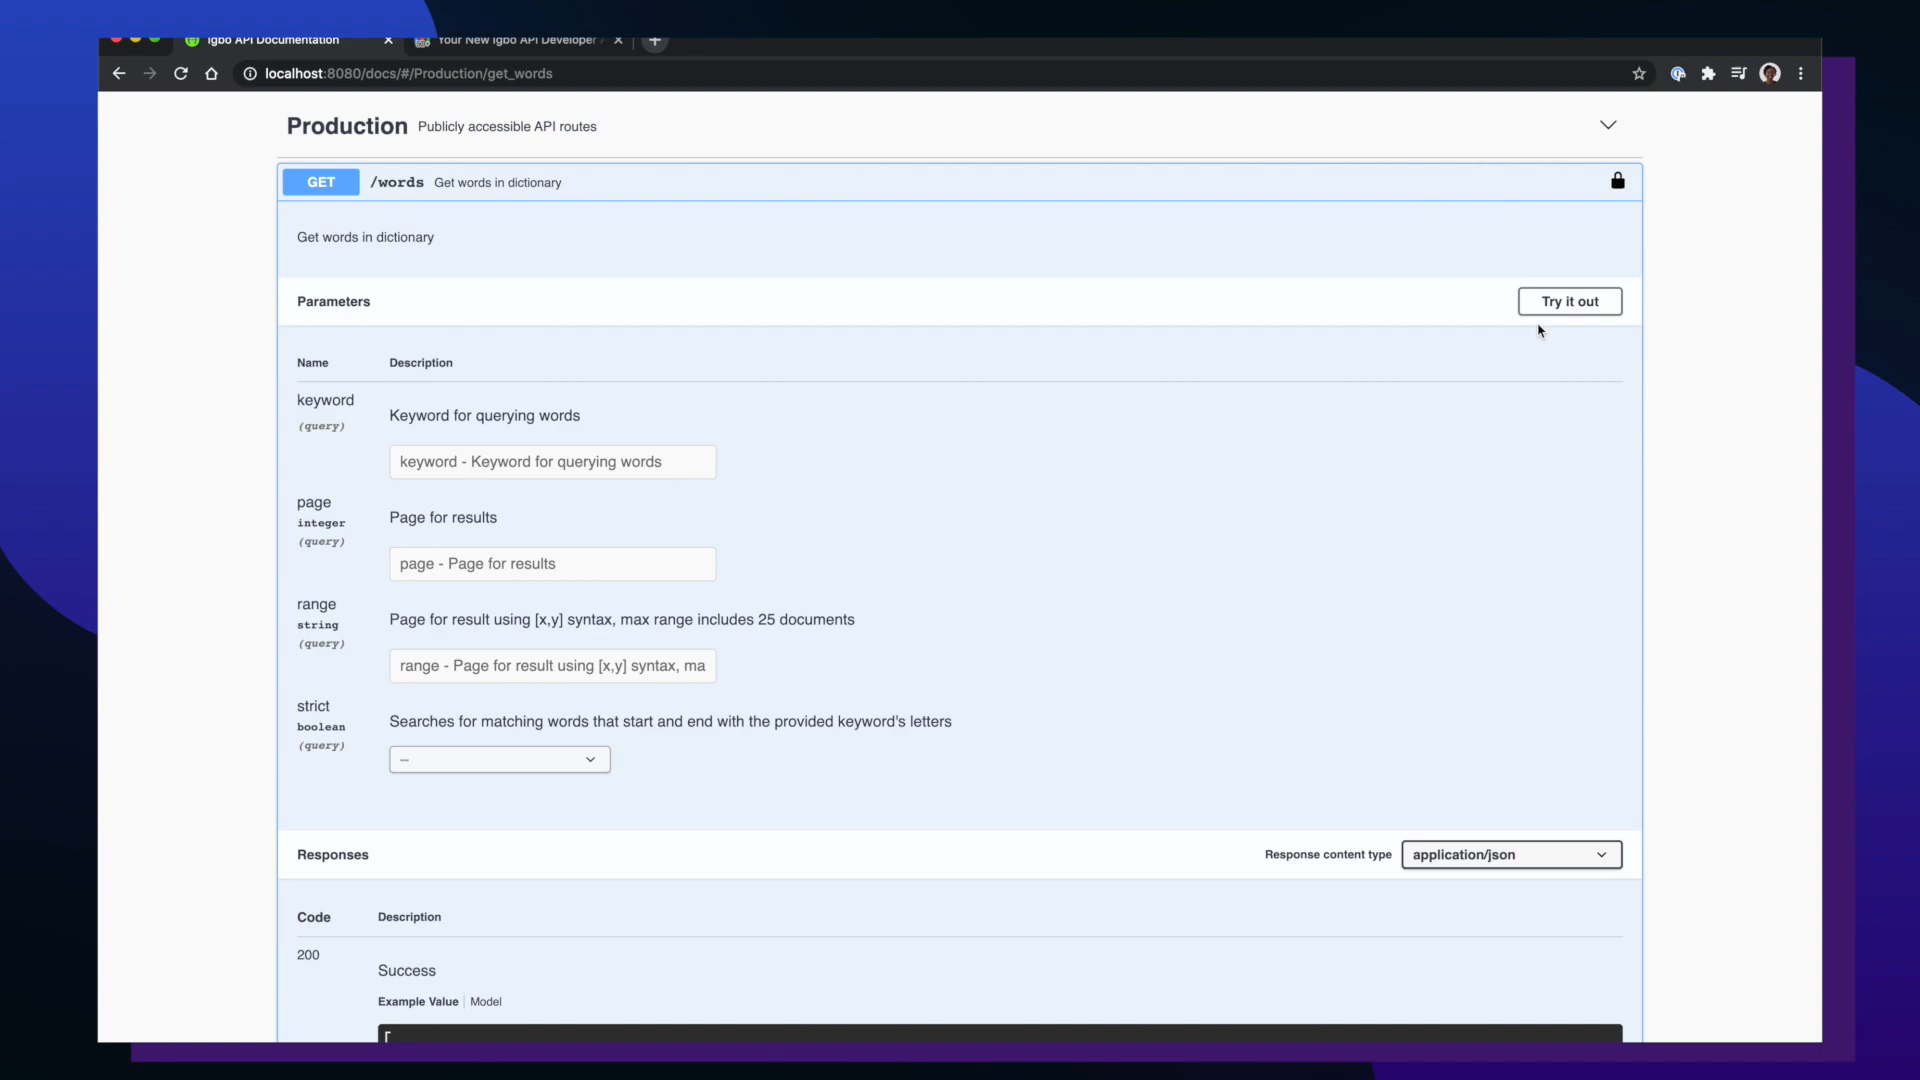 Igbo API Documentation
Your New Igbo API Developer
localhost:8080/docs/#/Production/get_words
Production Publicly accessible API routes
GET /words Get words in dictionary
Get words in dictionary
Parameters
Try it out
Name Description
keyword
(query)
Keyword for querying words
keyword - Keyword for querying words
page
integer
(query)
Page for results
page - Page for results
range
string
(query)
Page for result using [x,y] syntax, max range includes 25 documents
range - Page for result using [x,y] syntax, ma
strict
boolean
(query)
Searches for matching words that start and end with the provided keyword's letters
--
Responses
Response content type application/json
Code Description
200
Success
Example Value Model
[